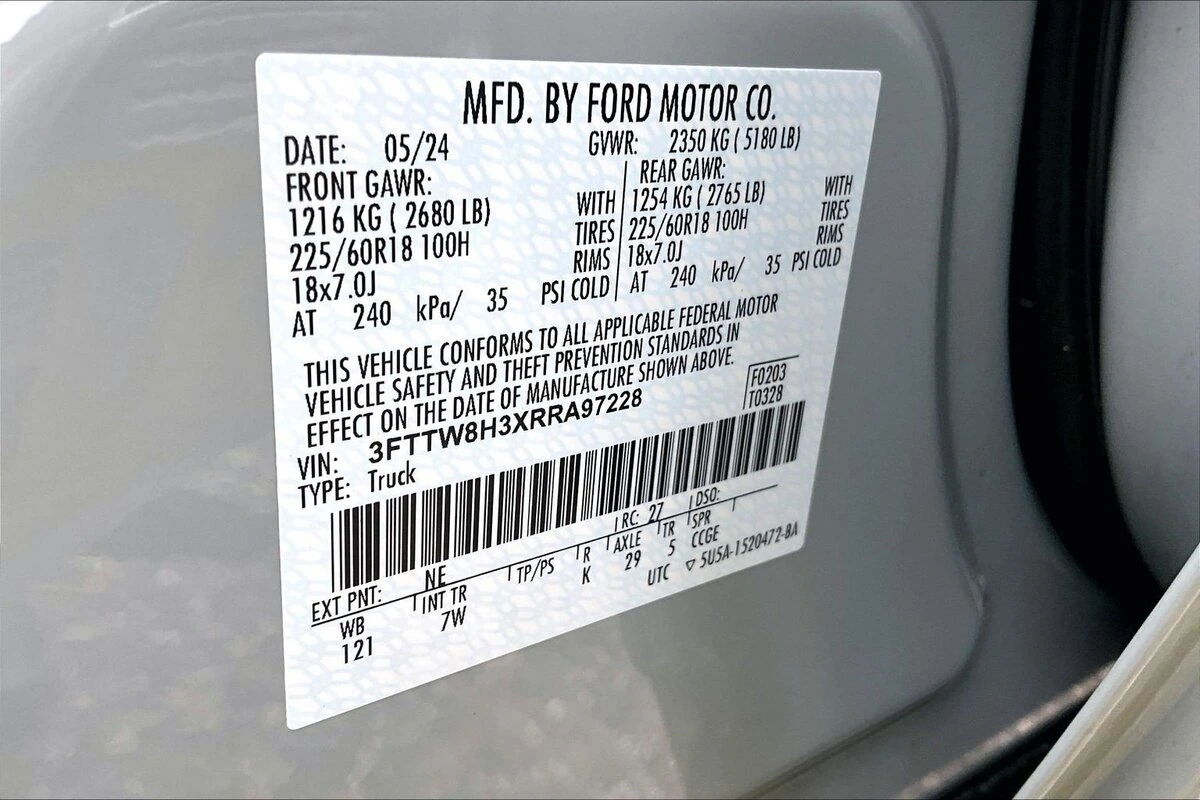 MFD. BY FORD MOTOR CO.
DATE: 05/24 GVWR: 2350 KG ( 5180 LB)
FRONT GAWR: REAR GAWR:
1216 KG ( 2680 LB) WITH 1254 KG ( 2765 LB) WITH
225/60R18 100H TIRES 225/60R18 100H TIRES
18x7.0J RIMS 18x7.0J RIMS
AT 240 kPa/ 35 PSI COLD AT 240 kPa/ 35 PSI COLD
THIS VEHICLE CONFORMS TO ALL APPLICABLE FEDERAL MOTOR
VEHICLE SAFETY AND THEFT PREVENTION STANDARDS IN
EFFECT ON THE DATE OF MANUFACTURE SHOWN ABOVE.
F0203
T0328
VIN: 3FTTW8H3XRRA97228
TYPE: Truck
EXT PNT: NE RC: 27 DSO:
WB INT TR TP/PS R AXLE TR SPR
121 7W K 29 5 CCGE
UTC ▽ 5U5A-1520472-BA